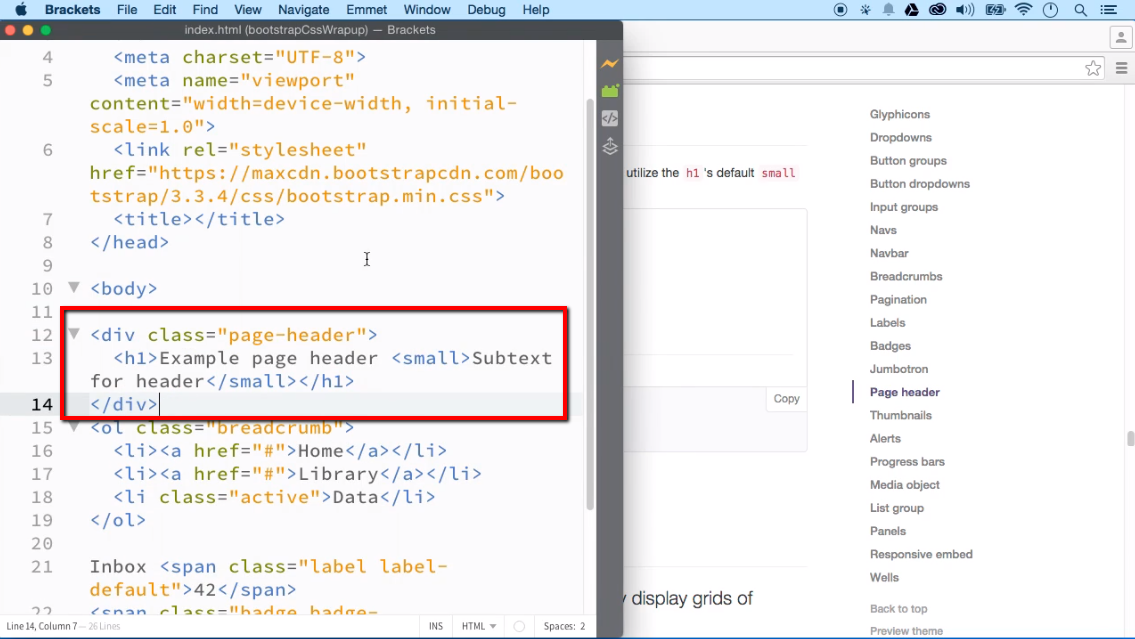 Brackets File Edit Find View Navigate Emmet Window Debug Help
index.html (bootstrapCssWrapup) — Brackets
4 <meta charset="UTF-8">
5 <meta name="viewport"
content="width=device-width, initial-
scale=1.0">
6 <link rel="stylesheet"
href="https://maxcdn.bootstrapcdn.com/boo
tstrap/3.3.4/css/bootstrap.min.css">
7 <title></title>
8 </head>
9
10 <body>
11
12 <div class="page-header">
13 <h1>Example page header <small>Subtext
for header</small></h1>
14 </div>
15 <ol class="breadcrumb">
16 <li><a href="#">Home</a></li>
17 <li><a href="#">Library</a></li>
18 <li class="active">Data</li>
19 </ol>
20
21 Inbox <span class="label label-
default">42</span>
22 <span class="badge badge-
Line 14, Column 7 — 26 Lines INS HTML Spaces: 2
utilize the h1 's default small
Copy
y display grids of
Glyphicons
Dropdowns
Button groups
Button dropdowns
Input groups
Navs
Navbar
Breadcrumbs
Pagination
Labels
Badges
Jumbotron
Page header
Thumbnails
Alerts
Progress bars
Media object
List group
Panels
Responsive embed
Wells
Back to top
Preview theme